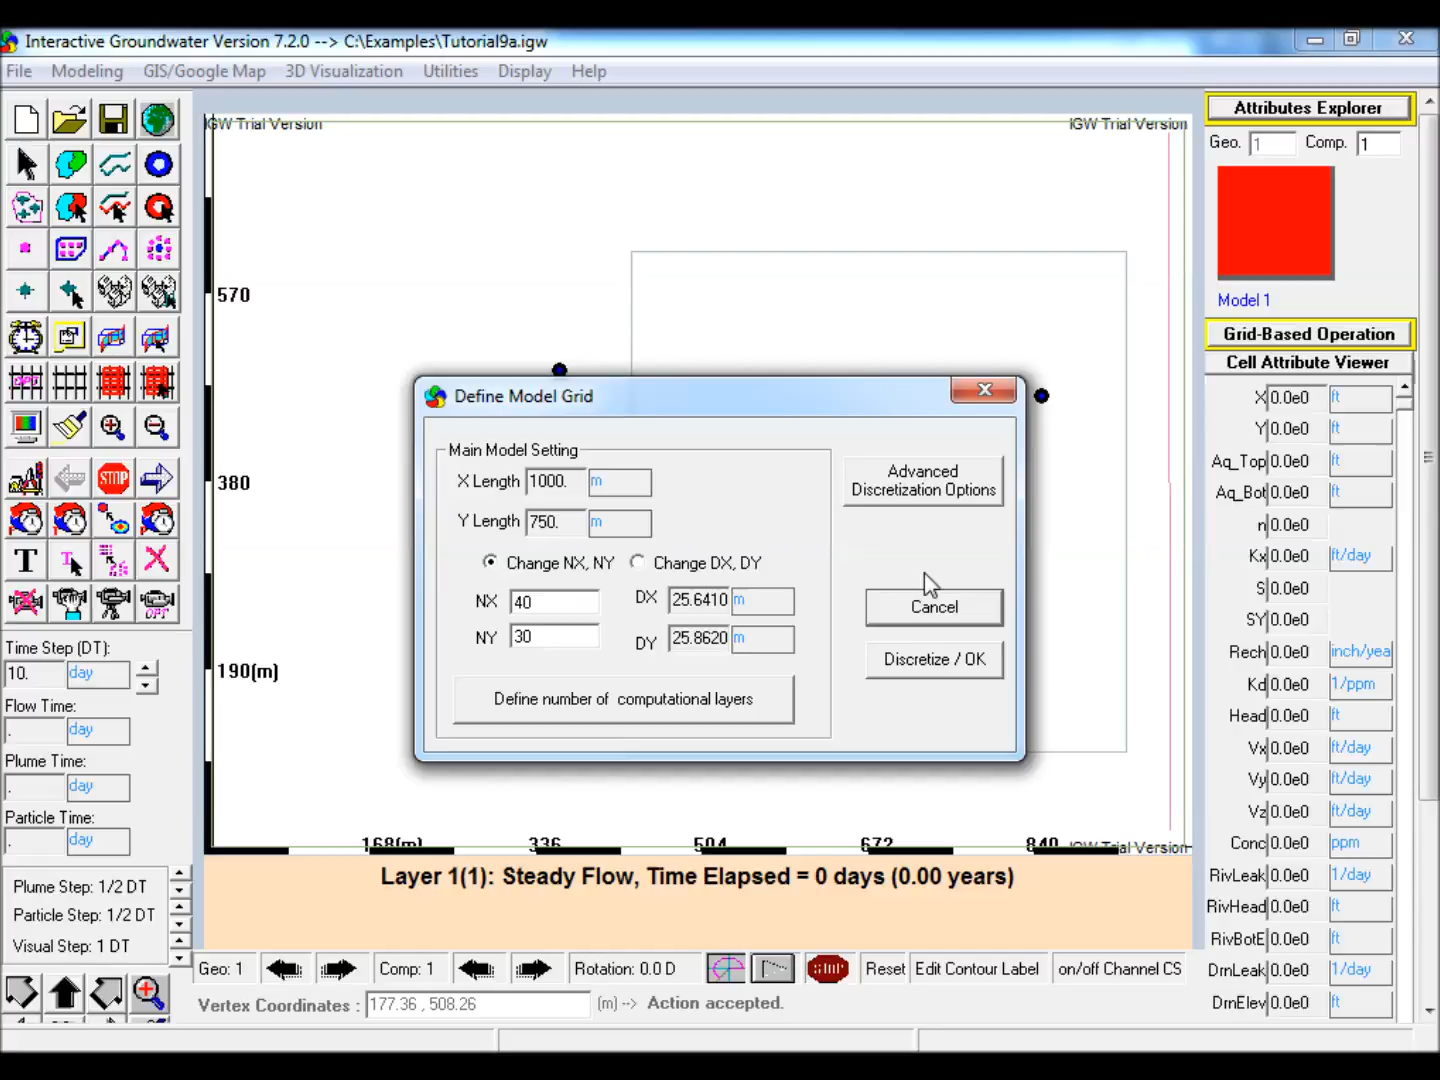 Interactive Groundwater Version 7.2.0 --> C:\Examples\Tutorial9a.igw
File Modeling GIS/Google Map 3D Visualization Utilities Display Help
IGW Trial Version
IGW Trial Version
Attributes Explorer
Geo. 1 Comp. 1
Model 1
Grid-Based Operation
Cell Attribute Viewer
X 0.0e0 ft
Y 0.0e0 ft
Aq_Top 0.0e0 ft
Aq_Bot 0.0e0 ft
n 0.0e0
Kx 0.0e0 ft/day
S 0.0e0
SY 0.0e0
Rech 0.0e0 inch/yea
Kd 0.0e0 1/ppm
Head 0.0e0 ft
Vx 0.0e0 ft/day
Vy 0.0e0 ft/day
Vz 0.0e0 ft/day
Conc 0.0e0 ppm
RivLeak 0.0e0 1/day
RivHead 0.0e0 ft
RivBotE 0.0e0 ft
DrnLeak 0.0e0 1/day
DrnElev 0.0e0 ft
OPT
STOP
T T
OPT
Time Step (DT):
10. day
Flow Time:
. day
Plume Time:
. day
Particle Time:
. day
Plume Step: 1/2 DT
Particle Step: 1/2 DT
Visual Step: 1 DT
570
380
190(m)
168(m) 336 504 672 840 IGW Trial Version
Define Model Grid
Main Model Setting
X Length 1000. m
Y Length 750. m
Change NX, NY Change DX, DY
NX 40 DX 25.6410 m
NY 30 DY 25.8620 m
Define number of computational layers
Advanced
Discretization Options
Cancel
Discretize / OK
Layer 1(1): Steady Flow, Time Elapsed = 0 days (0.00 years)
Geo: 1 Comp: 1 Rotation: 0.0 D STOP Reset Edit Contour Label on/off Channel CS
Vertex Coordinates : 177.36 , 508.26 (m) --> Action accepted.